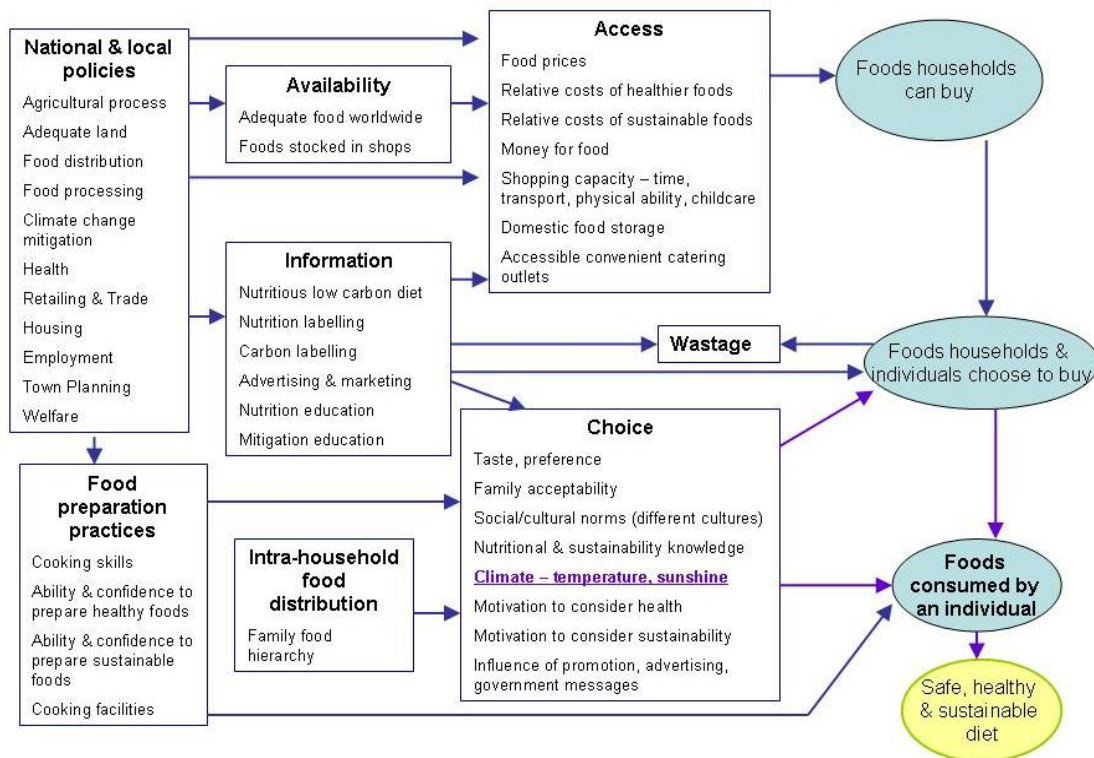 National & local
policies
Agricultural process
Adequate land
Food distribution
Food processing
Climate change
mitigation
Health
Retailing & Trade
Housing
Employment
Town Planning
Welfare
Availability
Adequate food worldwide
Foods stocked in shops
Access
Food prices
Relative costs of healthier foods
Relative costs of sustainable foods
Money for food
Shopping capacity – time,
transport, physical ability, childcare
Domestic food storage
Accessible convenient catering
outlets
Foods households
can buy
Information
Nutritious low carbon diet
Nutrition labelling
Carbon labelling
Advertising & marketing
Nutrition education
Mitigation education
Wastage
Foods households &
individuals choose to buy
Food
preparation
practices
Cooking skills
Ability & confidence to
prepare healthy foods
Ability & confidence to
prepare sustainable
foods
Cooking facilities
Intra-household
food
distribution
Family food
hierarchy
Choice
Taste, preference
Family acceptability
Social/cultural norms (different cultures)
Nutritional & sustainability knowledge
Climate – temperature, sunshine
Motivation to consider health
Motivation to consider sustainability
Influence of promotion, advertising,
government messages
Foods
consumed by
an individual
Safe, healthy
& sustainable
diet